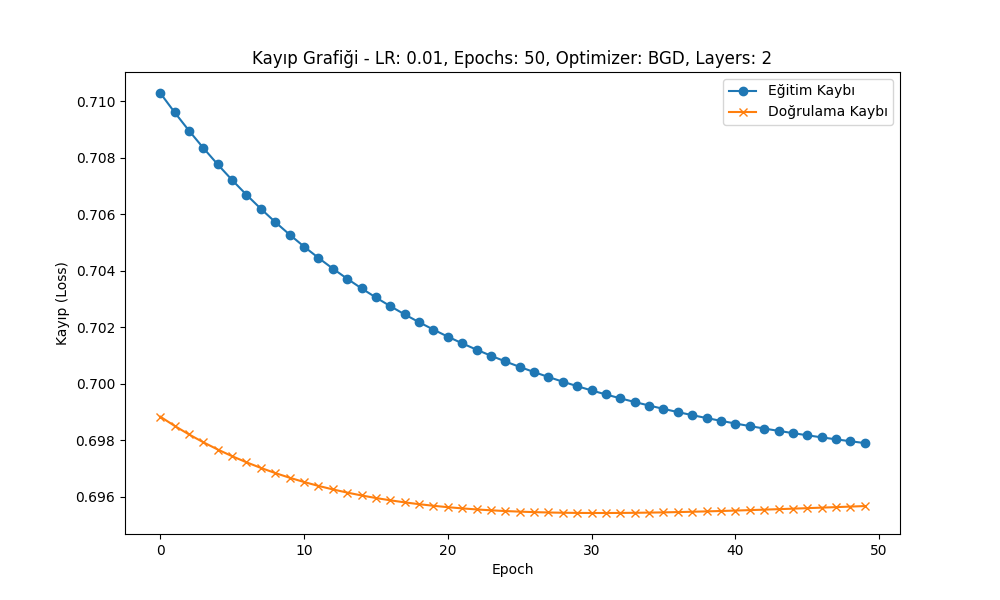 Kayıp Grafiği - LR: 0.01, Epochs: 50, Optimizer: BGD, Layers: 2
Eğitim Kaybı
Doğrulama Kaybı
Kayıp (Loss)
0.710
0.708
0.706
0.704
0.702
0.700
0.698
0.696
0 10 20 30 40 50
Epoch